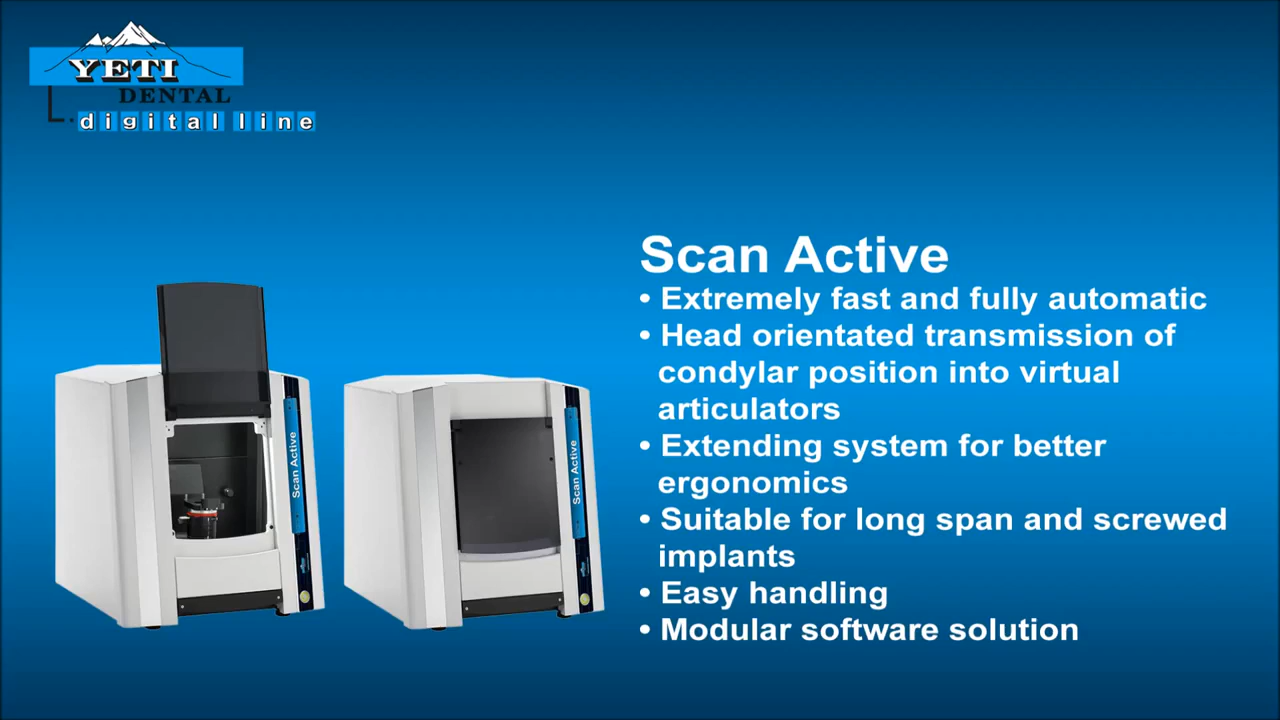 YETI
DENTAL
digital line
Scan Active
• Extremely fast and fully automatic
• Head orientated transmission of
condylar position into virtual
articulators
• Extending system for better
ergonomics
• Suitable for long span and screwed
implants
• Easy handling
• Modular software solution
Scan Active
Scan Active